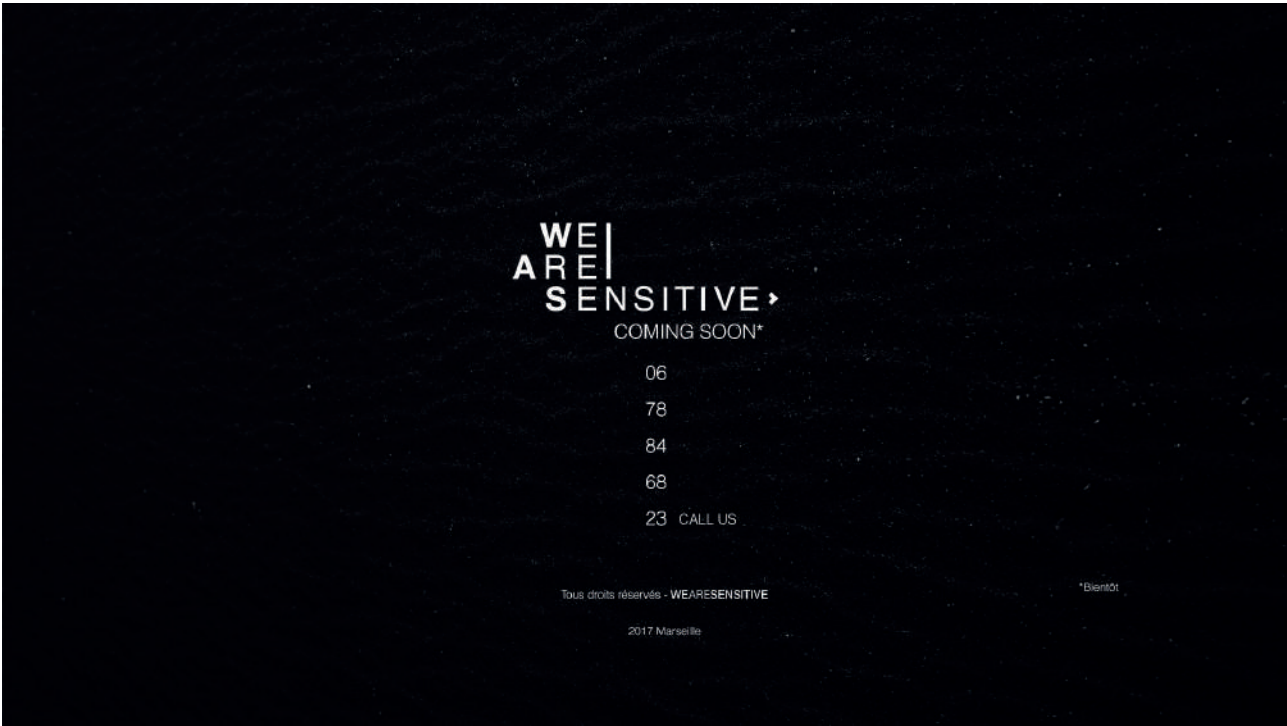 WE
ARE
SENSITIVE
COMING SOON*
06
78
84
68
23 CALL US
*Bientôt
Tous droits réservés - WEARESENSITIVE
2017 Marseille